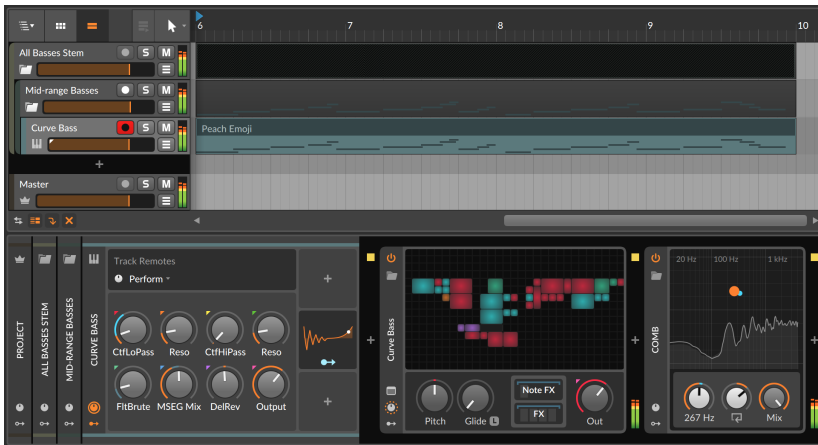 6 7 8 9 10
All Basses Stem S M
Mid-range Basses S M
Curve Bass S M
Peach Emoji
+
Master S M
PROJECT
ALL BASSES STEM
MID-RANGE BASSES
CURVE BASS
Track Remotes
Perform
CtfLoPass Reso CtfHiPass Reso
FltBrute MSEG Mix DelRev Output
+
+
+
Curve Bass
Pitch Glide L
Note FX
FX
Out
+
COMB
20 Hz 100 Hz 1 kHz
267 Hz Mix
+